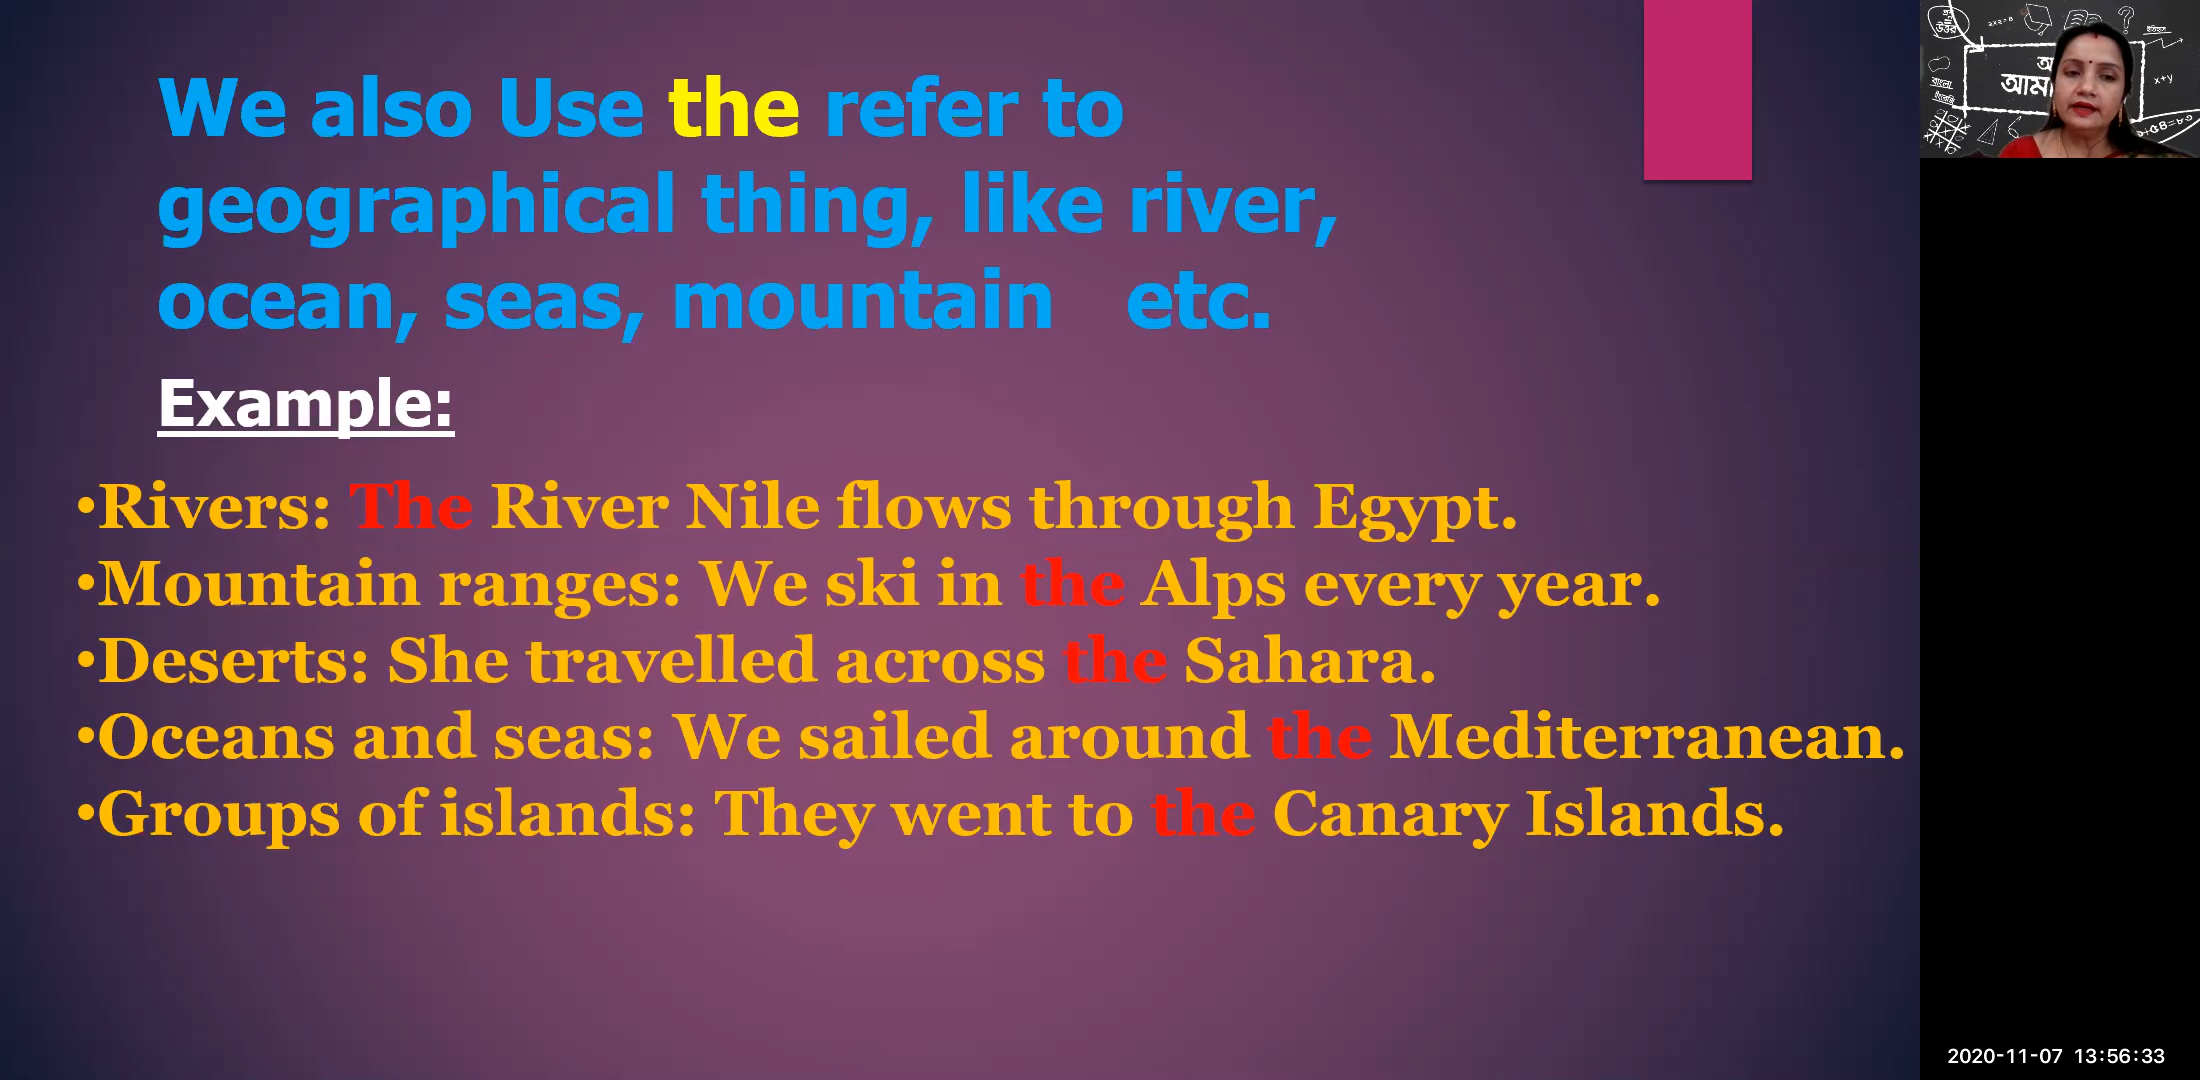 We also Use the refer to
geographical thing, like river,
ocean, seas, mountain etc.
Example:
•Rivers: The River Nile flows through Egypt.
•Mountain ranges: We ski in the Alps every year.
•Deserts: She travelled across the Sahara.
•Oceans and seas: We sailed around the Mediterranean.
•Groups of islands: They went to the Canary Islands.
উত্তর
x+y
বাংলা
2020-11-07 13:56:33